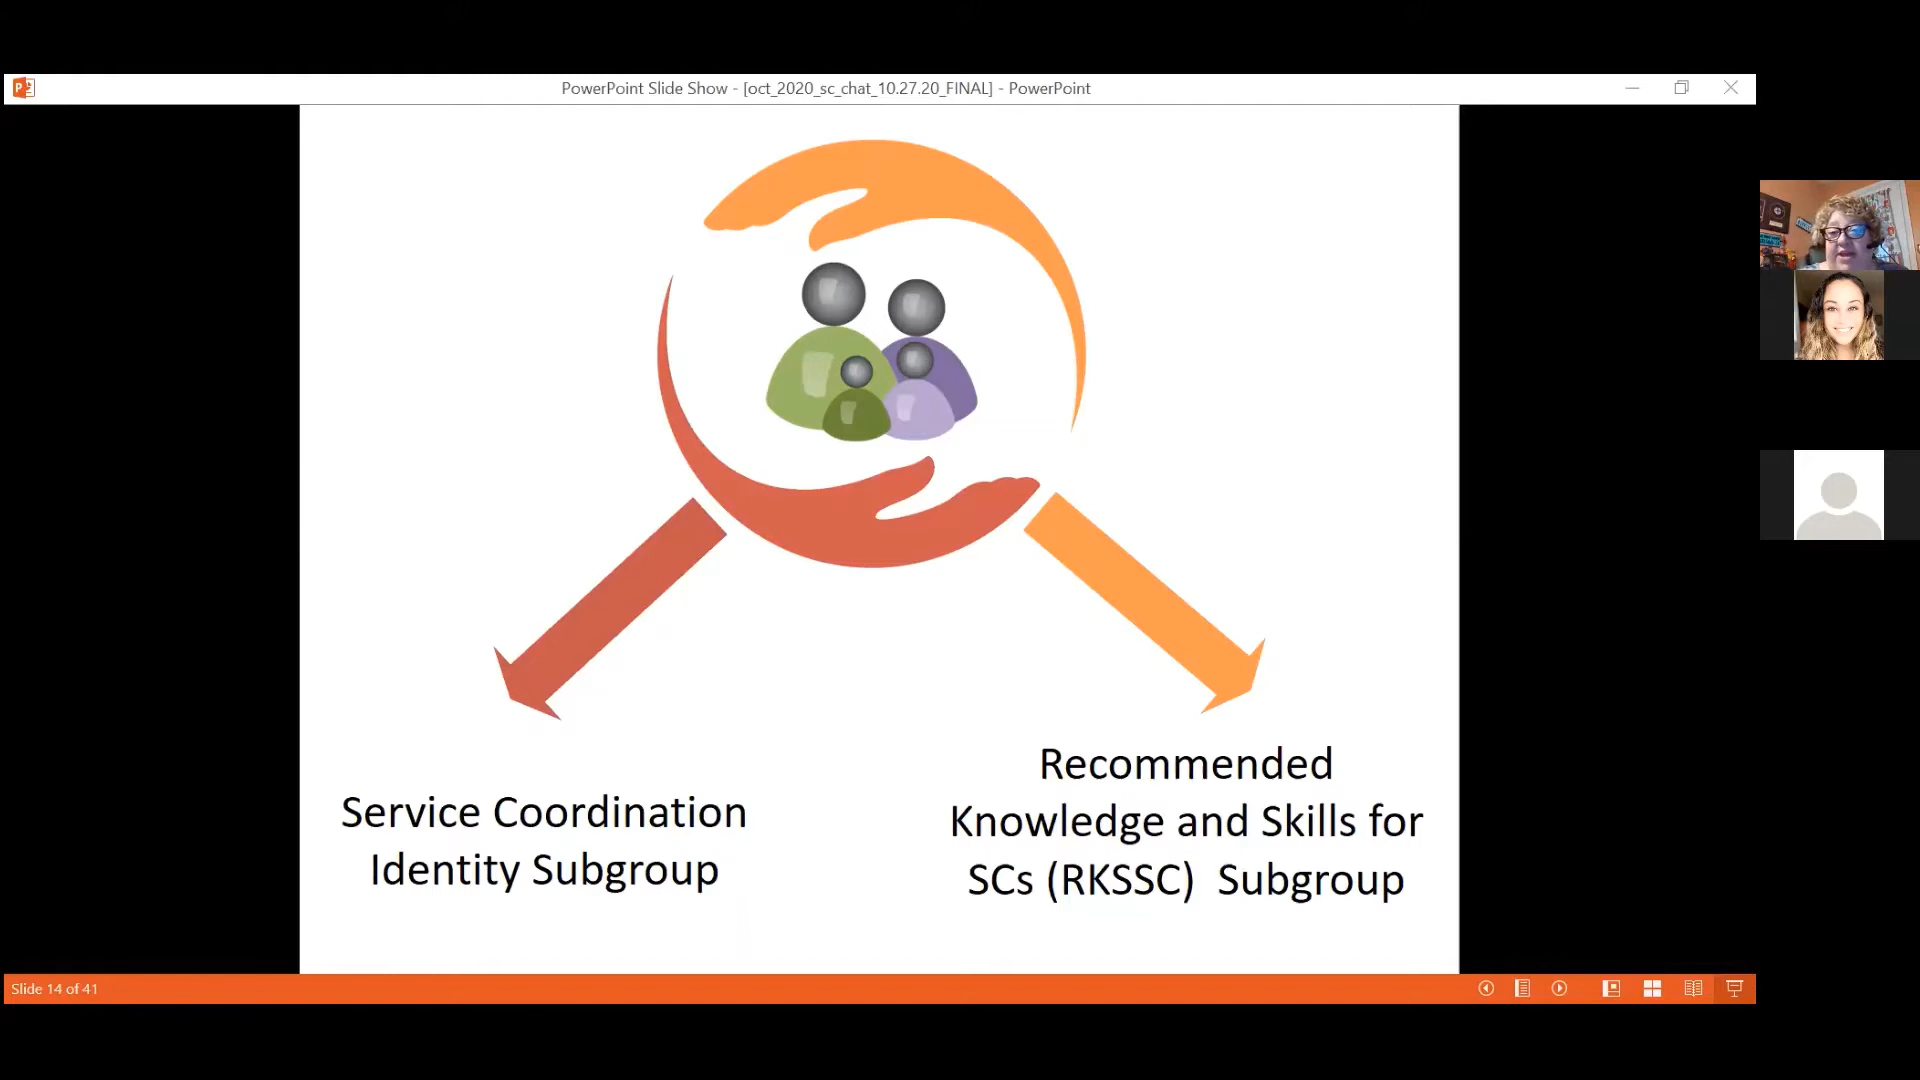 PowerPoint Slide Show - [oct_2020_sc_chat_10.27.20_FINAL] - PowerPoint
Service Coordination
Identity Subgroup
Recommended
Knowledge and Skills for
SCs (RKSSC) Subgroup
Slide 14 of 41